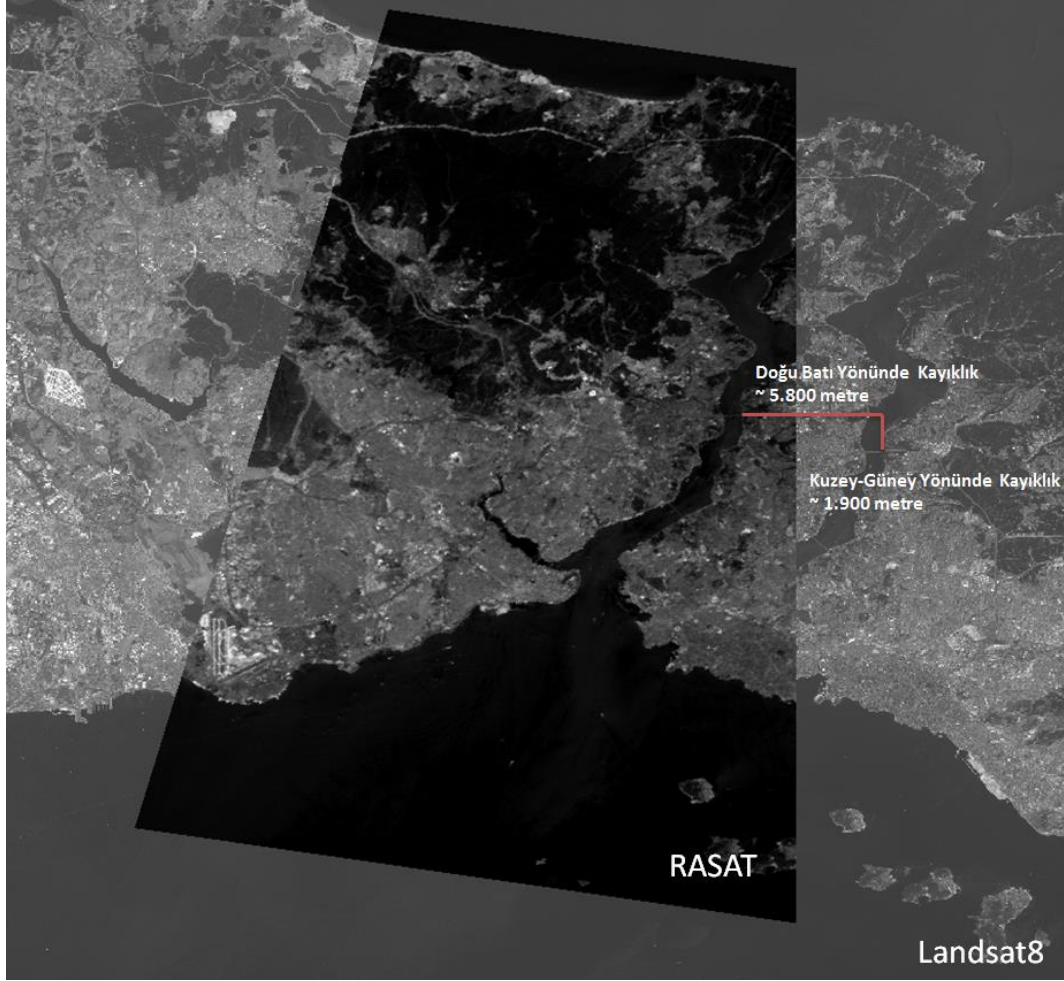 Doğu Batı Yönünde Kayıklık
~ 5.800 metre
Kuzey-Güney Yönünde Kayıklık
~ 1.900 metre
RASAT
Landsat8